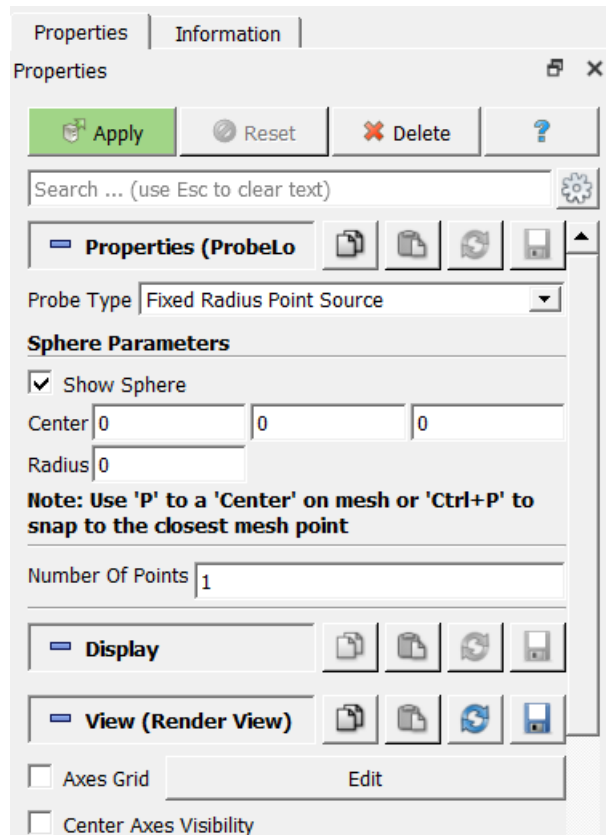 Properties Information
Properties
Apply Reset Delete ?
Search ... (use Esc to clear text)
Properties (ProbeLo
Probe Type Fixed Radius Point Source
Sphere Parameters
Show Sphere
Center 0 0 0
Radius 0
Note: Use 'P' to a 'Center' on mesh or 'Ctrl+P' to
snap to the closest mesh point
Number Of Points 1
Display
View (Render View)
Axes Grid Edit
Center Axes Visibility